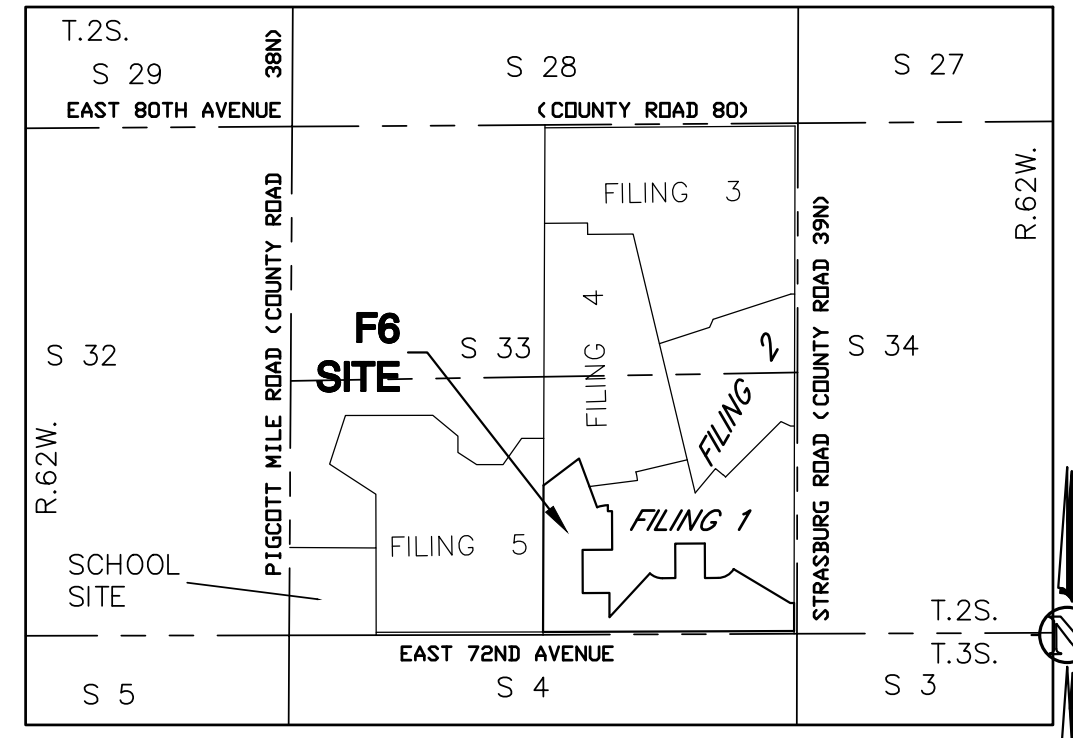 T.2S.
S 29
38N)
S 28
S 27
EAST 80TH AVENUE
(COUNTY ROAD 80)
R.62W.
FILING 3
PIGCOTT MILE ROAD (COUNTY ROAD
STRASBURG ROAD (COUNTY ROAD 39N)
FILING 4
F6
SITE
S 33
S 32
S 34
FILING 2
R.62W.
FILING 1
FILING 5
SCHOOL
SITE
T.2S.
EAST 72ND AVENUE
T.3S.
S 5
S 4
S 3
N